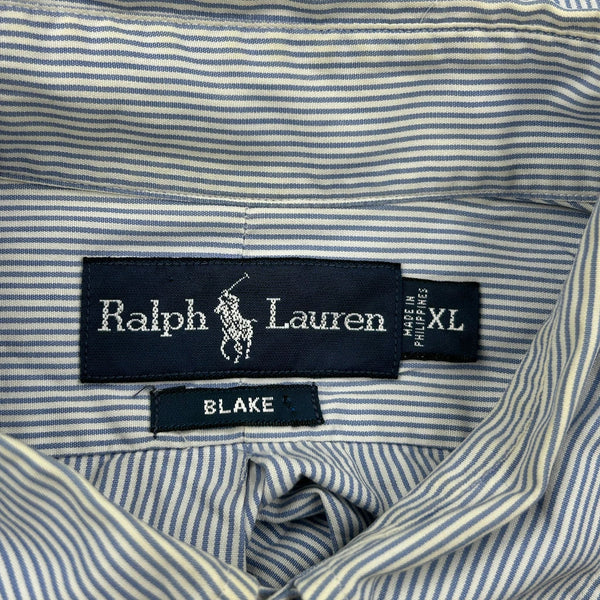 Ralph Lauren
MADE IN
PHILIPPINES
XL
BLAKE